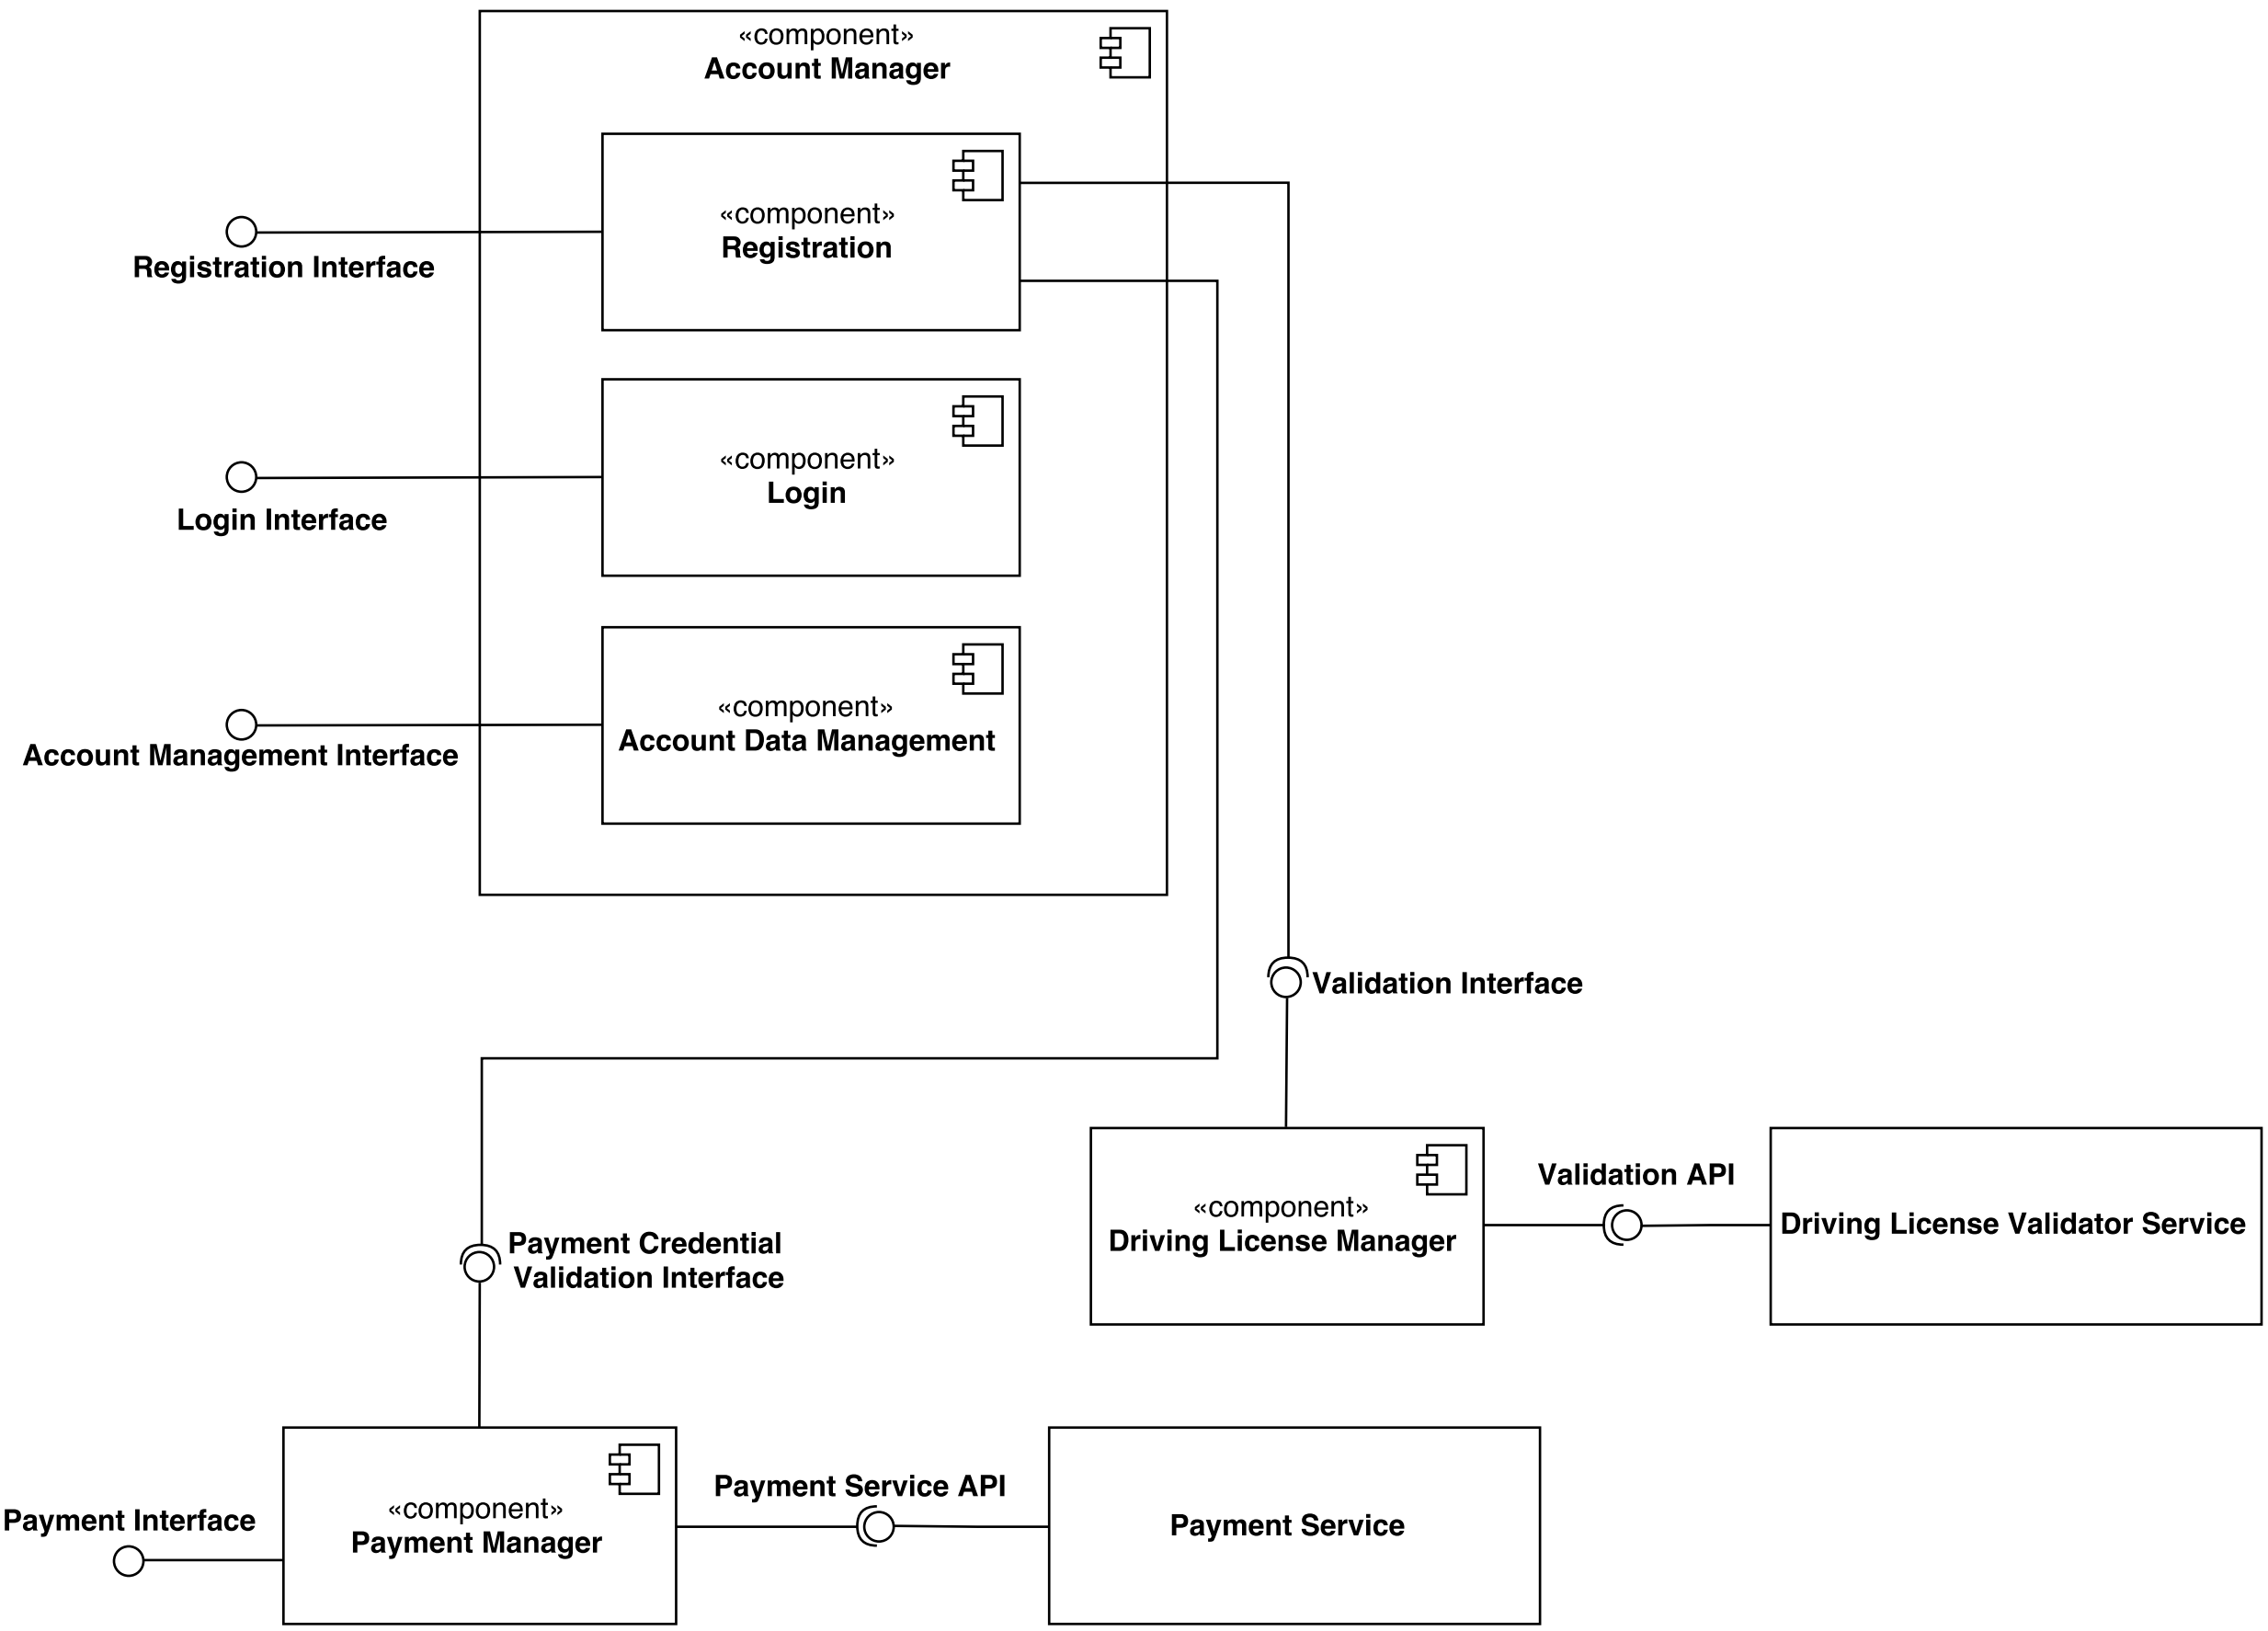 «component»
Account Manager
«component»
Registration
Registration Interface
«component»
Login
Login Interface
«component»
Account Data Management
Account Management Interface
Validation Interface
Validation API
«component»
Driving License Manager
Driving License Validator Service
Payment Credential
Validation Interface
Payment Service API
«component»
Payment Manager
Payment Interface
Payment Service